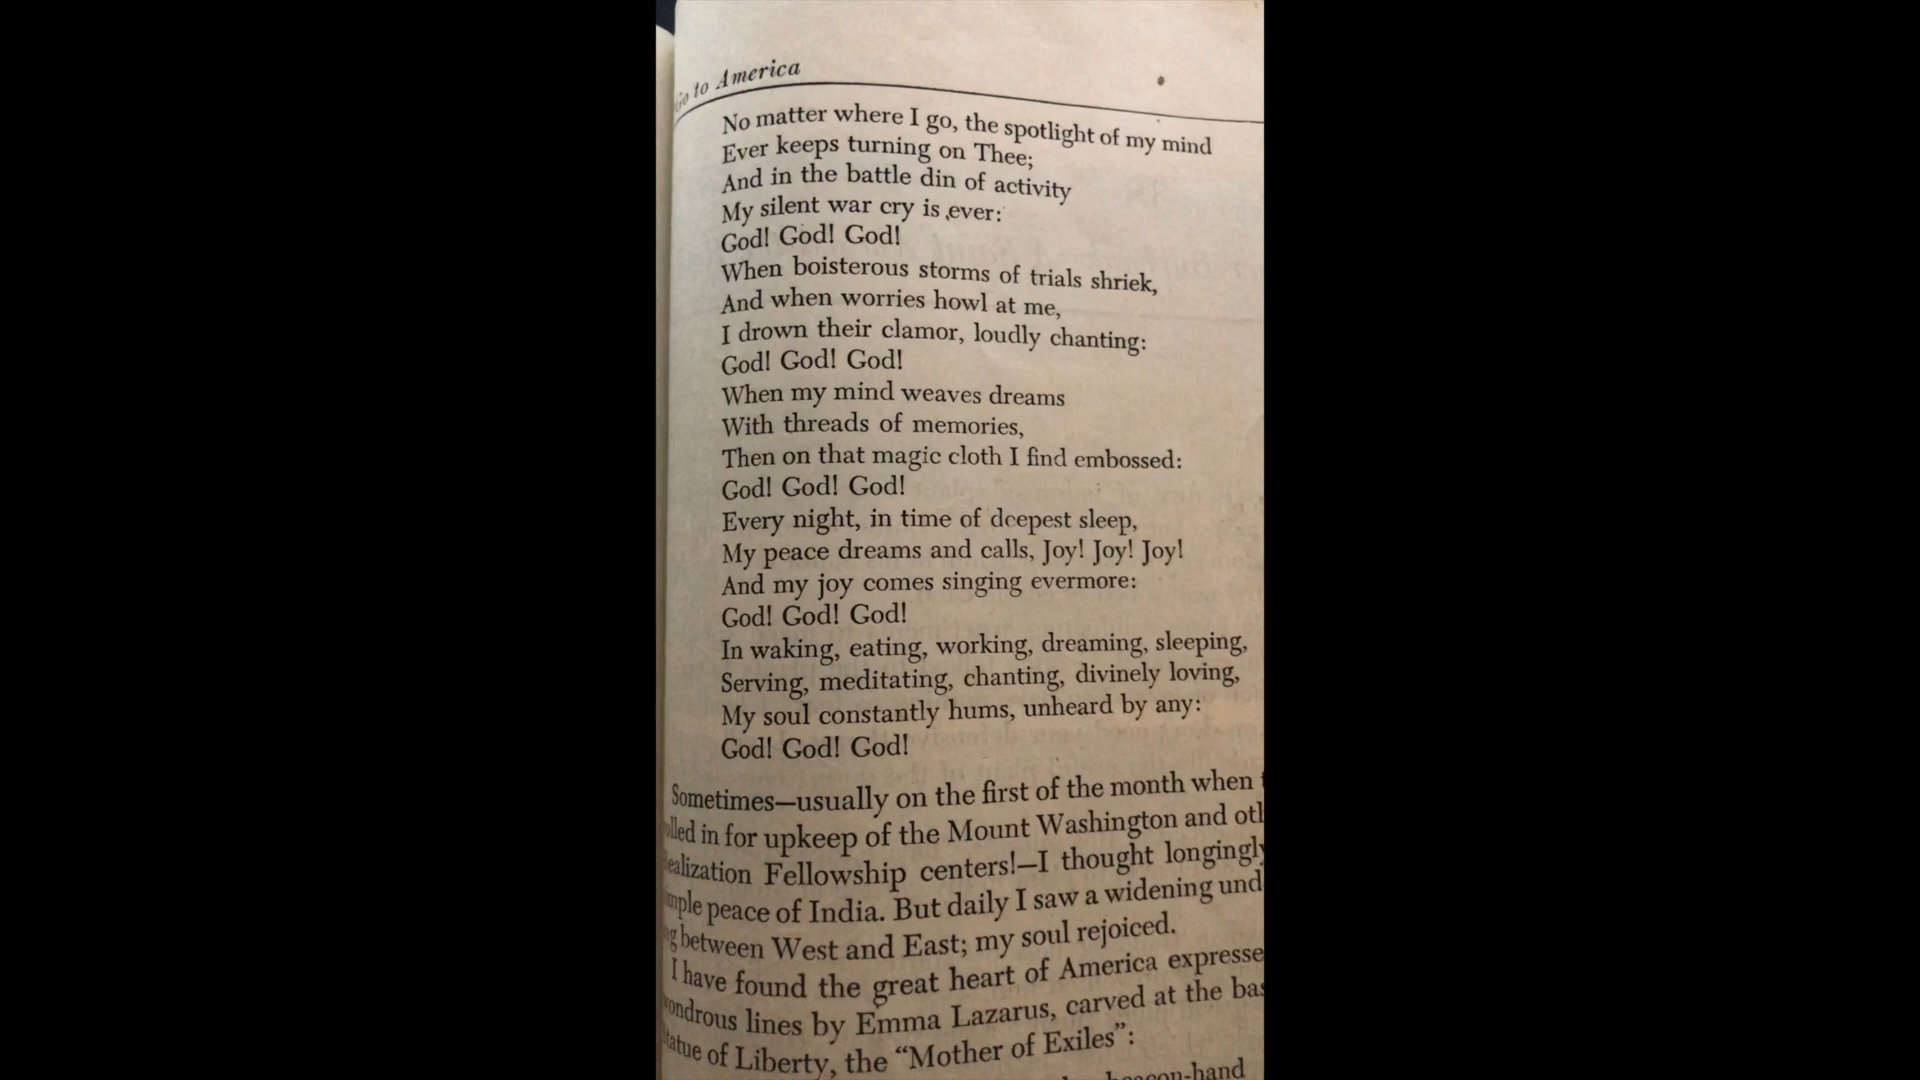 to America
No matter where I go, the spotlight of my mind
Ever keeps turning on Thee;
And in the battle din of activity
My silent war cry is ever:
God! God! God!
When boisterous storms of trials shriek,
And when worries howl at me,
I drown their clamor, loudly chanting:
God! God! God!
When my mind weaves dreams
With threads of memories,
Then on that magic cloth I find embossed:
God! God! God!
Every night, in time of deepest sleep,
My peace dreams and calls, Joy! Joy! Joy!
And my joy comes singing evermore:
God! God! God!
In waking, eating, working, dreaming, sleeping,
Serving, meditating, chanting, divinely loving,
My soul constantly hums, unheard by any:
God! God! God!
Sometimes—usually on the first of the month when
in for upkeep of the Mount Washington and
Fellowship centers!—I thought longingly
peace of India. But daily I saw a widening
between West and East; my soul rejoiced.
I have found the great heart of America
lines by Emma Lazarus, carved at the
of Liberty, the “Mother of Exiles”: